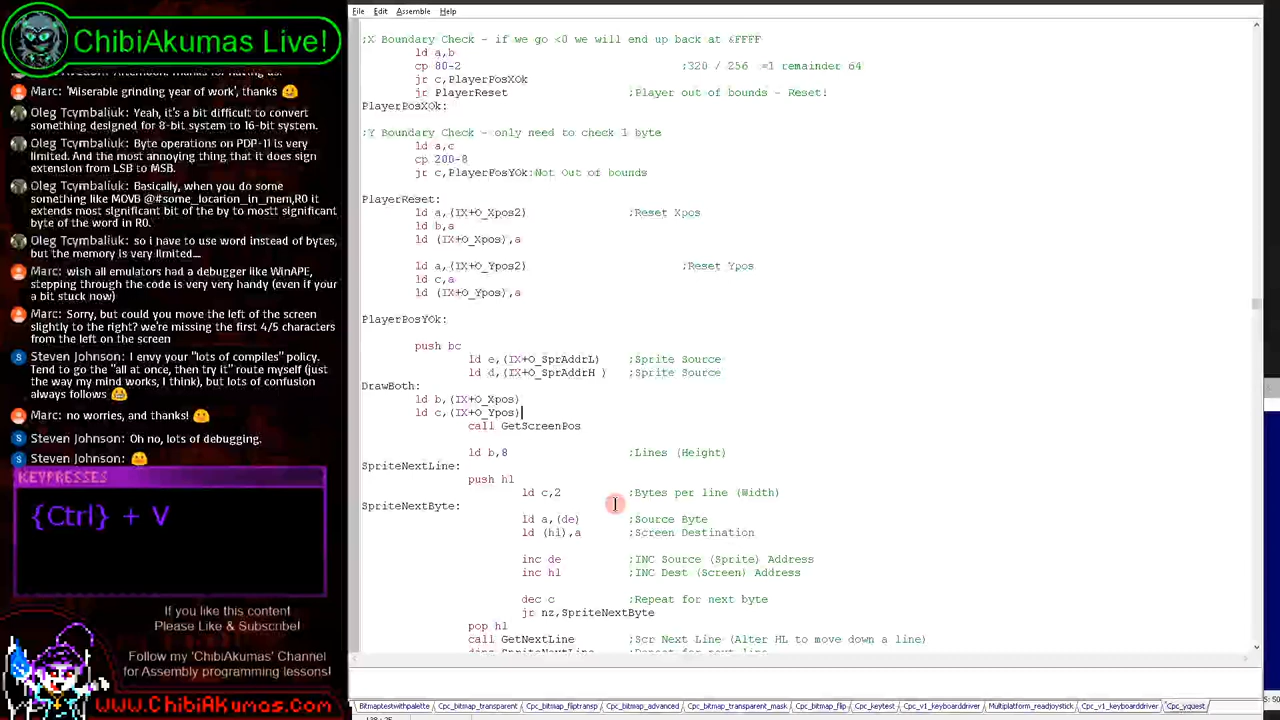 ChibiAkumas Live!
Marc: 'Miserable grinding year of work', thanks
Oleg Tcymbaliuk: Yeah, it's a bit difficult to convert
something designed for 8-bit system to 16-bit system.
Oleg Tcymbaliuk: Byte operations on PDP-11 is very
limited. And the most annoying thing that it does sign
extension from LSB to MSB.
Oleg Tcymbaliuk: Basically, when you do some
something like MOVB @#some_locarion_in_mem,R0 it
extends most significant bit of the by to mostt significant
byte of the word in R0.
Oleg Tcymbaliuk: so i have to use word instead of bytes,
but the memory is very limited...
Marc: wish all emulators had a debugger like WinAPE,
stepping through the code is very very handy (even if your
a bit stuck now)
Marc: Sorry, but could you move the left of the screen
slightly to the right? we're missing the first 4/5 characters
from the left on the screen
Steven Johnson: I envy your "lots of compiles" policy.
Tend to go the "all at once, then try it" route myself (just
the way my mind works, I think), but lots of confusion
always follows
Marc: no worries, and thanks!
Steven Johnson: Oh no, lots of debugging.
Steven Johnson:
KEYPRESSES
{Ctrl} + V
If you like this content
Please Like & Subscribe!
Follow my 'ChibiAkumas' Channel
for Assembly programming lessons!
www.ChibiAkumas.com
File Edit Assemble Help
;X Boundary Check - if we go <0 we will end up back at &FFFF
ld a,b
cp 80-2 ;320 / 256 =1 remainder 64
jr c,PlayerPosXOk
jr PlayerReset ;Player out of bounds - Reset!
PlayerPosXOk:
;Y Boundary Check - only need to check 1 byte
ld a,c
cp 200-8
jr c,PlayerPosYOk;Not Out of bounds
PlayerReset:
ld a,(IX+O_Xpos2) ;Reset Xpos
ld b,a
ld (IX+O_Xpos),a
ld a,(IX+O_Ypos2) ;Reset Ypos
ld c,a
ld (IX+O_Ypos),a
PlayerPosYOk:
push bc
ld e,(IX+O_SprAddrL) ;Sprite Source
ld d,(IX+O_SprAddrH ) ;Sprite Source
DrawBoth:
ld b,(IX+O_Xpos)
ld c,(IX+O_Ypos)
call GetScreenPos
ld b,8 ;Lines (Height)
SpriteNextLine:
push hl
ld c,2 ;Bytes per line (Width)
SpriteNextByte:
ld a,(de) ;Source Byte
ld (hl),a ;Screen Destination
inc de ;INC Source (Sprite) Address
inc hl ;INC Dest (Screen) Address
dec c ;Repeat for next byte
jr nz,SpriteNextByte
pop hl
call GetNextLine ;Scr Next Line (Alter HL to move down a line)
Bitmaptestwithpalette Cpc_bitmap_transparent Cpc_bitmap_fliptransp Cpc_bitmap_advanced Cpc_bitmap_transparent_mask Cpc_bitmap_flip Cpc_keytest Cpc_v1_keyboarddriver Multiplatform_readjoystick Cpc_v1_keyboarddriver Cpc_yquest